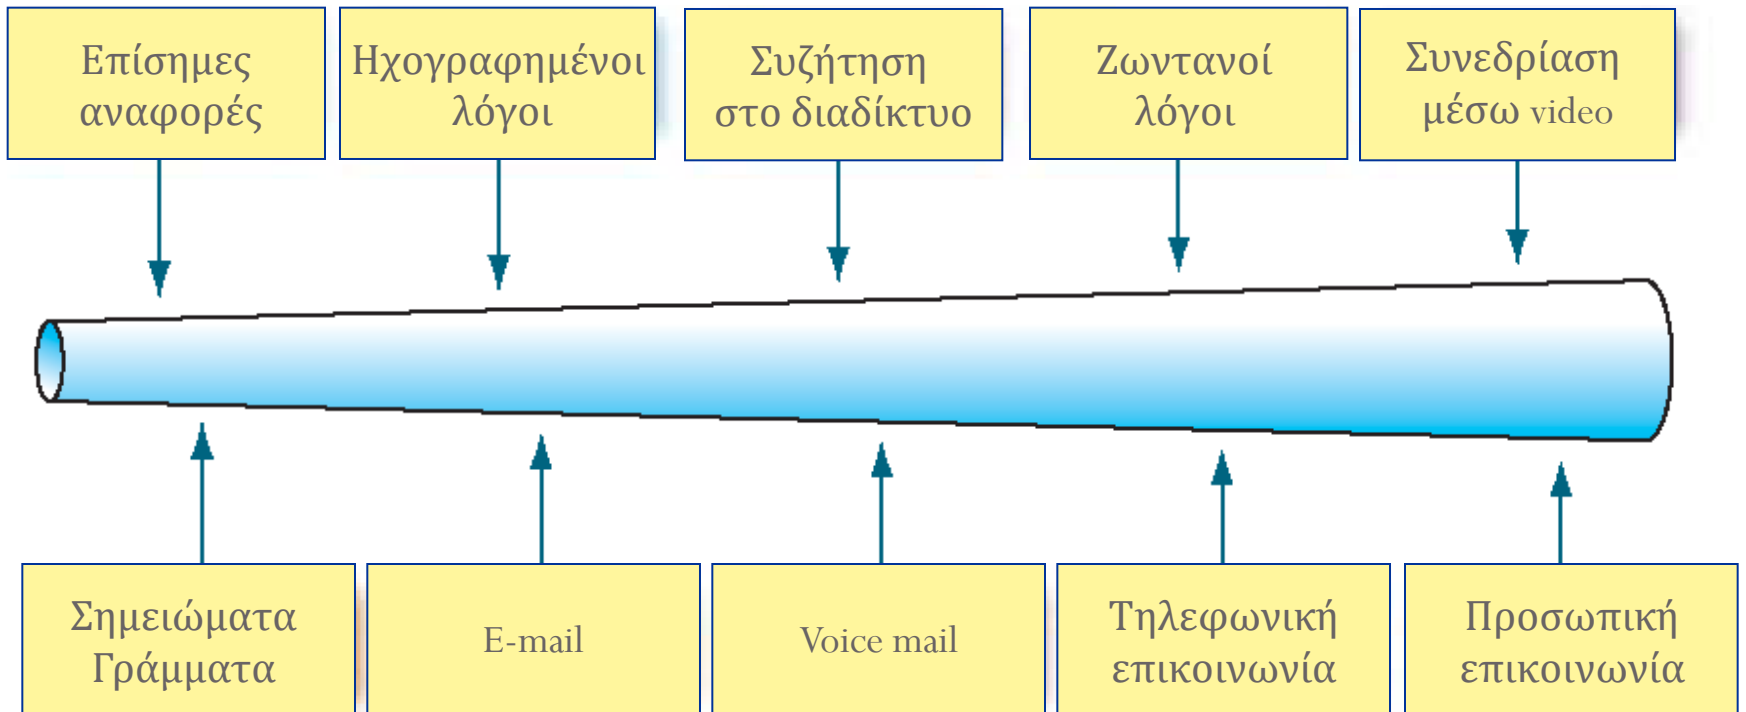 Επίσημες
αναφορές
Ηχογραφημένοι
λόγοι
Συζήτηση
στο διαδίκτυο
Ζωντανοί
λόγοι
Συνεδρίαση
μέσω video
Σημειώματα
Γράμματα
E-mail
Voice mail
Τηλεφωνική
επικοινωνία
Προσωπική
επικοινωνία